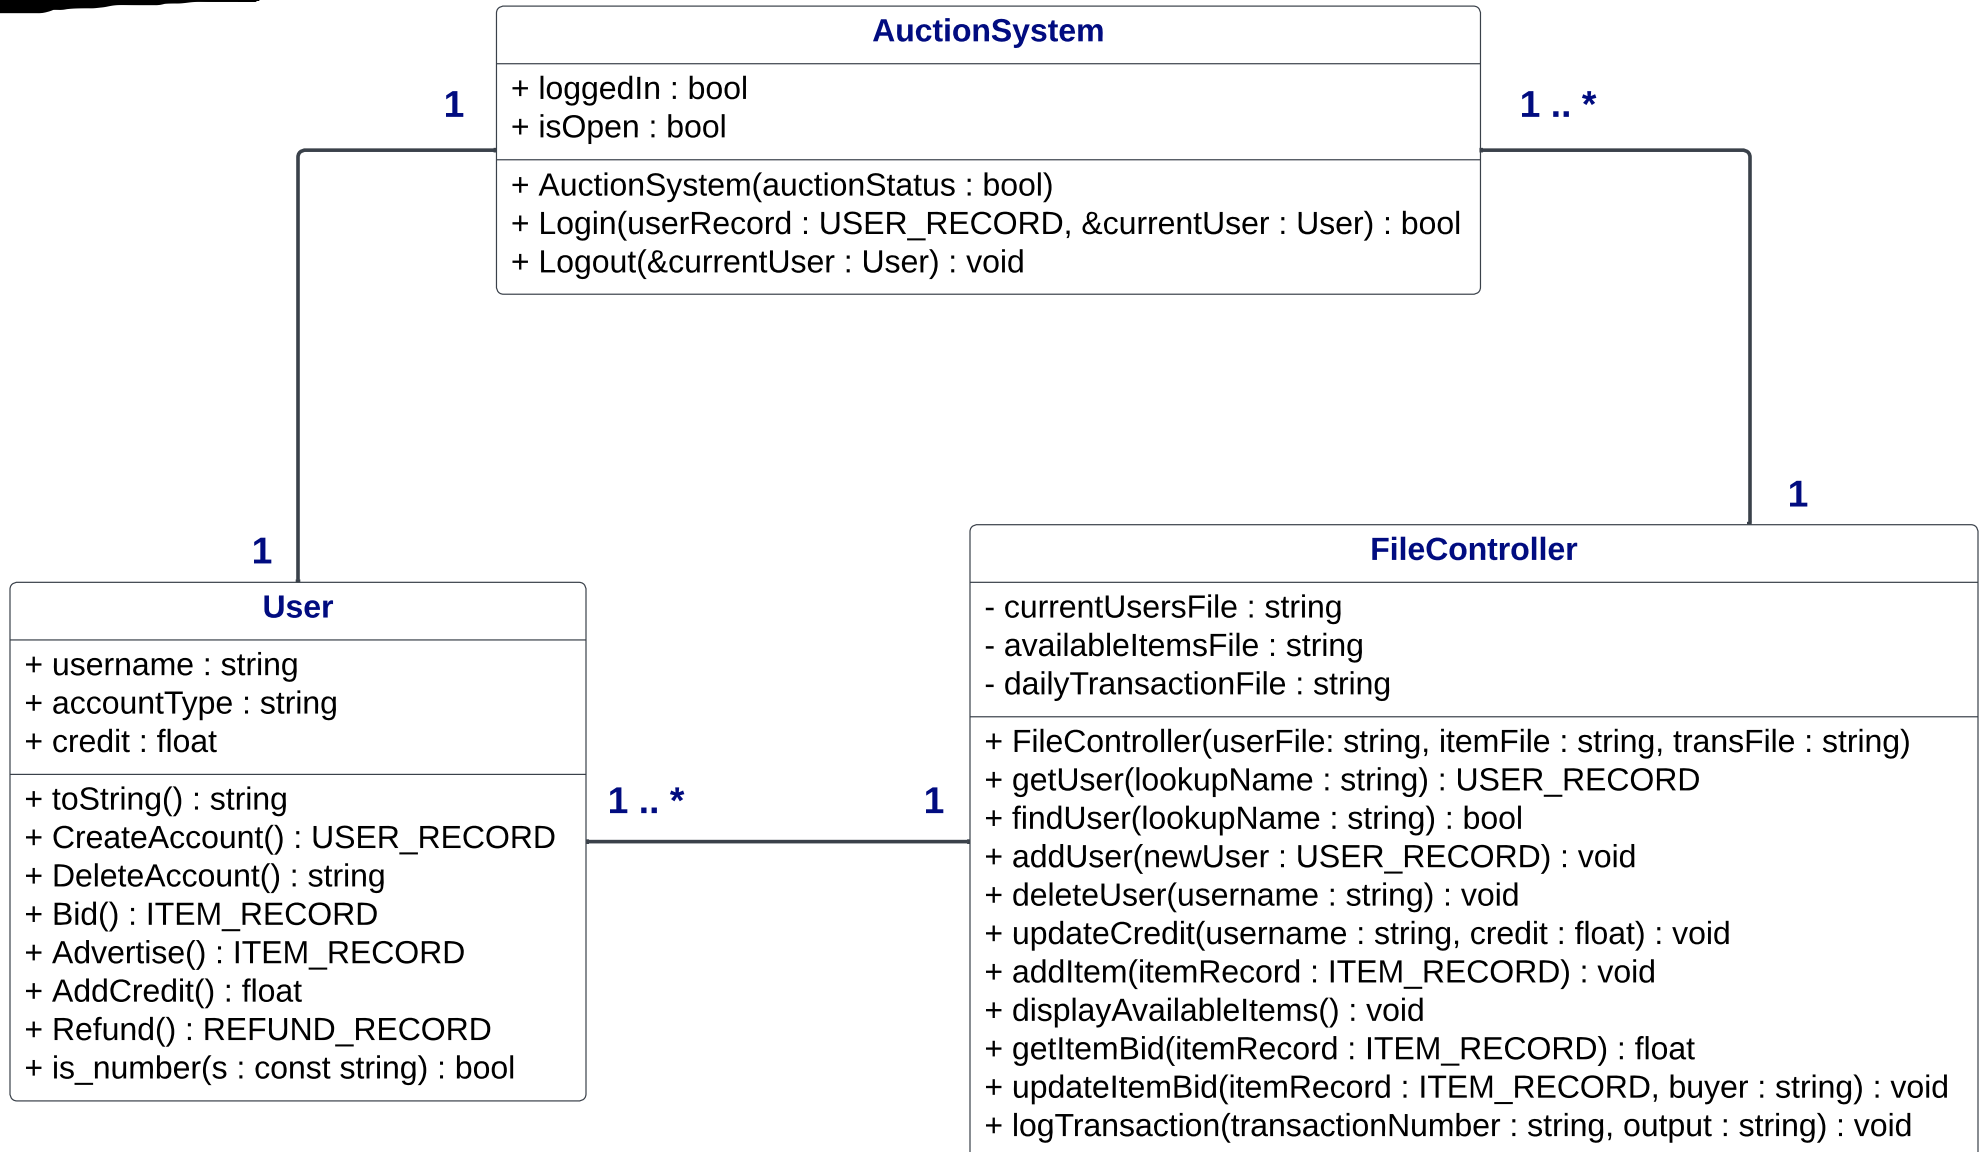 AuctionSystem
+ loggedIn : bool
+ isOpen : bool
+ AuctionSystem(auctionStatus : bool)
+ Login(userRecord : USER_RECORD, &currentUser : User) : bool
+ Logout(&currentUser : User) : void
1
1 .. *
1
1
User
+ username : string
+ accountType : string
+ credit : float
+ toString() : string
+ CreateAccount() : USER_RECORD
+ DeleteAccount() : string
+ Bid() : ITEM_RECORD
+ Advertise() : ITEM_RECORD
+ AddCredit() : float
+ Refund() : REFUND_RECORD
+ is_number(s : const string) : bool
1 .. *
1
FileController
- currentUsersFile : string
- availableItemsFile : string
- dailyTransactionFile : string
+ FileController(userFile: string, itemFile : string, transFile : string)
+ getUser(lookupName : string) : USER_RECORD
+ findUser(lookupName : string) : bool
+ addUser(newUser : USER_RECORD) : void
+ deleteUser(username : string) : void
+ updateCredit(username : string, credit : float) : void
+ addItem(itemRecord : ITEM_RECORD) : void
+ displayAvailableItems() : void
+ getItemBid(itemRecord : ITEM_RECORD) : float
+ updateItemBid(itemRecord : ITEM_RECORD, buyer : string) : void
+ logTransaction(transactionNumber : string, output : string) : void